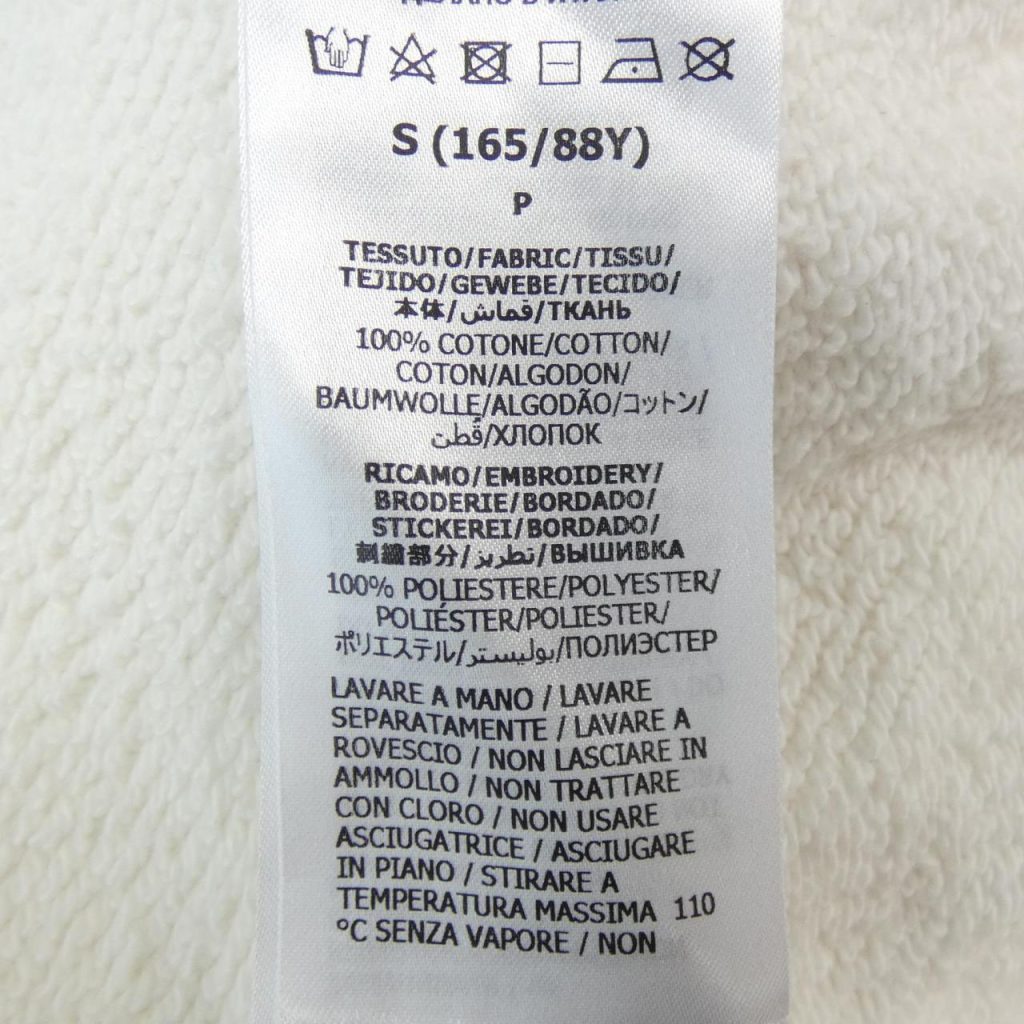 S (165/88Y)
P
TESSUTO/FABRIC/TISSU/
TEJIDO/GEWEBE/TECIDO/
本体/قماش/ТКАНЬ
100% COTONE/COTTON/
COTON/ALGODON/
BAUMWOLLE/ALGODÃO/コットン/
قُطن/ХЛОПОК
RICAMO/EMBROIDERY/
BRODERIE/BORDADO/
STICKEREI/BORDADO/
刺繍部分/تطريز/ВЫШИВКА
100% POLIESTERE/POLYESTER/
POLIÉSTER/POLIESTER/
ポリエステル/بوليستر/ПОЛИЭСТЕР
LAVARE A MANO / LAVARE
SEPARATAMENTE / LAVARE A
ROVESCIO / NON LASCIARE IN
AMMOLLO / NON TRATTARE
CON CLORO / NON USARE
ASCIUGATRICE / ASCIUGARE
IN PIANO / STIRARE A
TEMPERATURA MASSIMA 110
°C SENZA VAPORE / NON